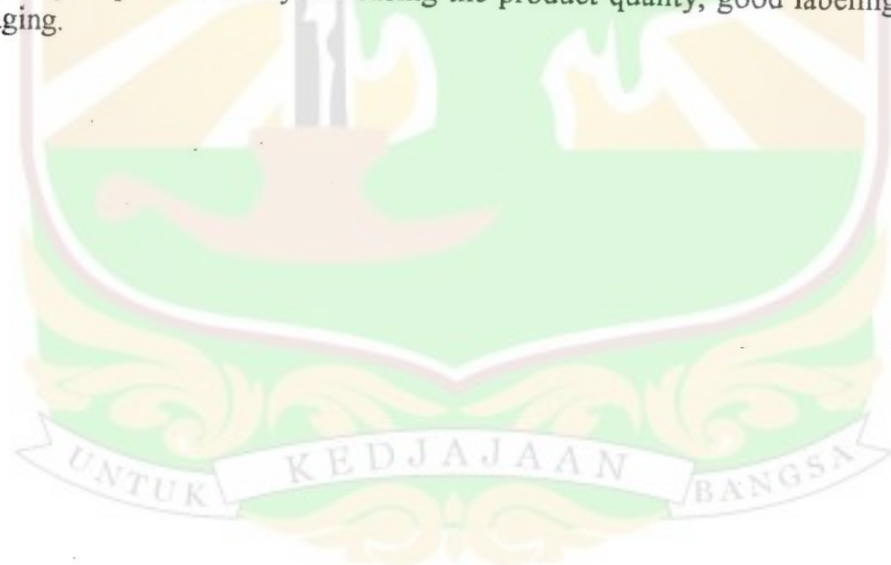 the product quality, good labeling
ging.
UNTUK KEDJAJAAN BANGSA